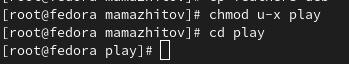 [root@fedora mamazhitov]# chmod u-x play
[root@fedora mamazhitov]# cd play
[root@fedora play]#